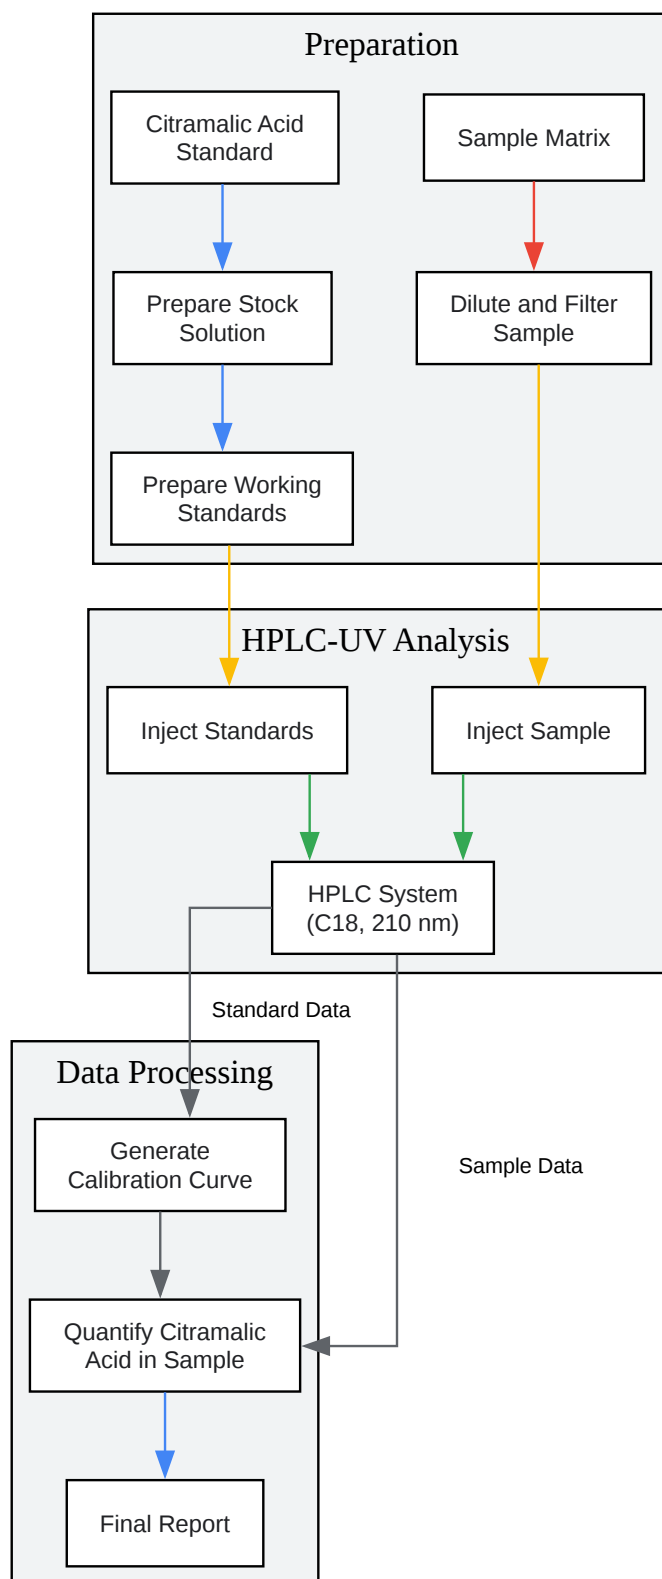 Preparation
Citramalic Acid
Standard
Sample Matrix
Prepare Stock
Solution
Dilute and Filter
Sample
Prepare Working
Standards
HPLC-UV Analysis
Inject Standards
Inject Sample
HPLC System
(C18, 210 nm)
Standard Data
Data Processing
Generate
Calibration Curve
Sample Data
Quantify Citramalic
Acid in Sample
Final Report